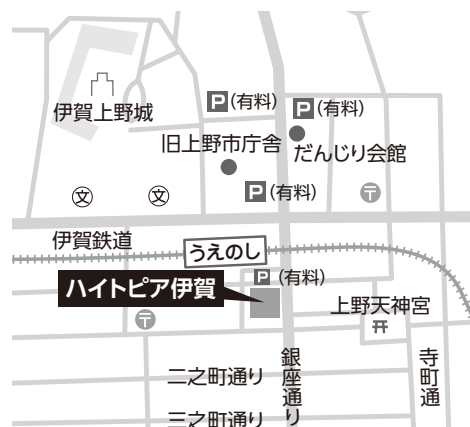 P(有料)
P(有料)
伊賀上野城
旧上野市庁舎
だんじり会館
P(有料)
文
文
〒
伊賀鉄道
うえのし
P(有料)
ハイトピア伊賀
上野天神宮
〒
銀座通り
寺町通
二之町通り
三之町通り